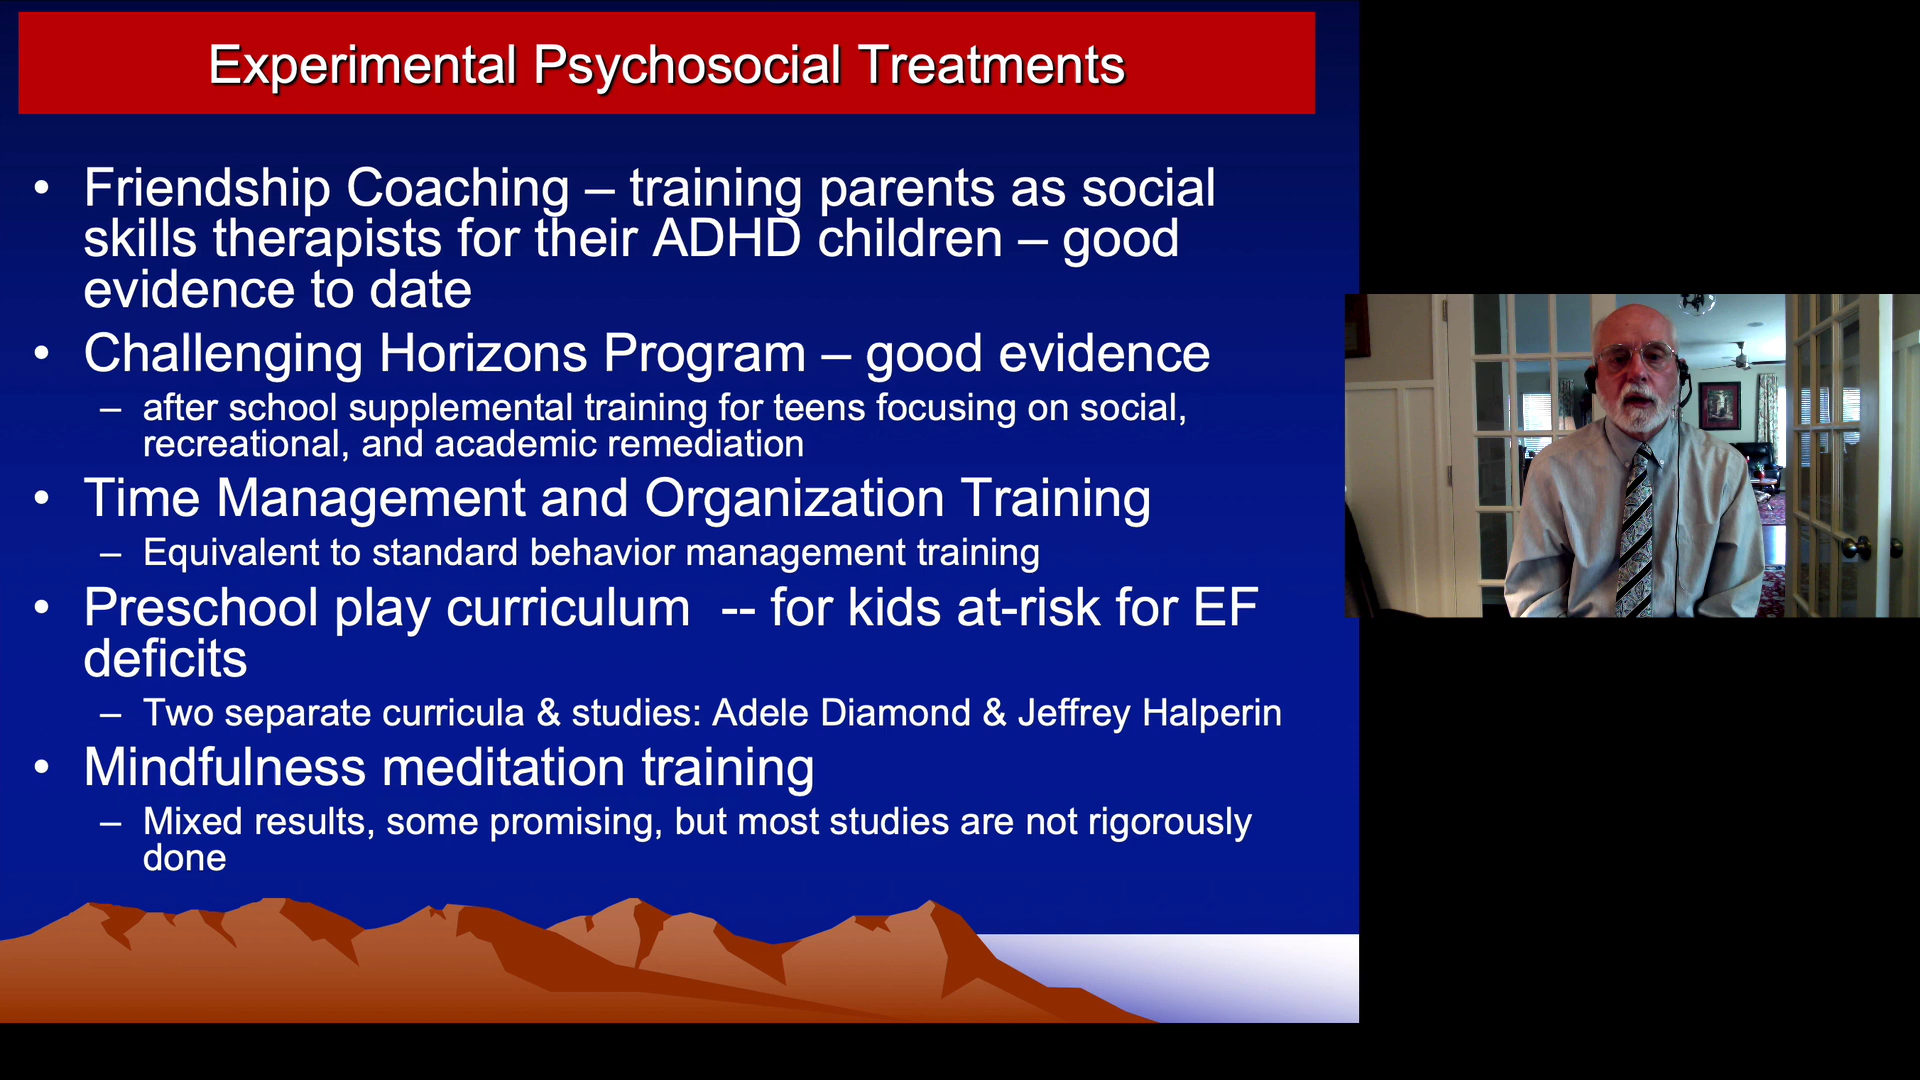 Experimental Psychosocial Treatments
• Friendship Coaching – training parents as social
skills therapists for their ADHD children – good
evidence to date
• Challenging Horizons Program – good evidence
– after school supplemental training for teens focusing on social,
recreational, and academic remediation
• Time Management and Organization Training
– Equivalent to standard behavior management training
• Preschool play curriculum -- for kids at-risk for EF
deficits
– Two separate curricula & studies: Adele Diamond & Jeffrey Halperin
• Mindfulness meditation training
– Mixed results, some promising, but most studies are not rigorously
done